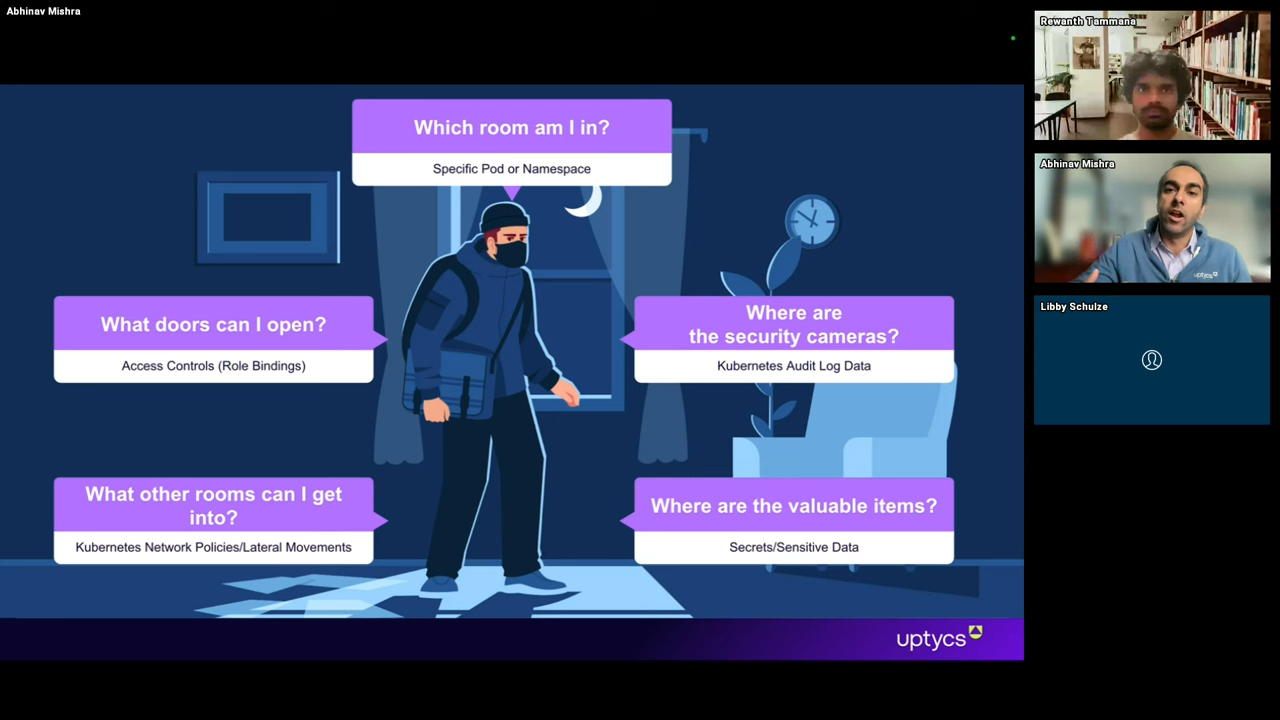 Abhinav Mishra
Which room am I in?
Specific Pod or Namespace
What doors can I open?
Access Controls (Role Bindings)
Where are
the security cameras?
Kubernetes Audit Log Data
What other rooms can I get
into?
Kubernetes Network Policies/Lateral Movements
Where are the valuable items?
Secrets/Sensitive Data
uptycs
Rewanth Tammana
Abhinav Mishra
uptycs
Libby Schulze